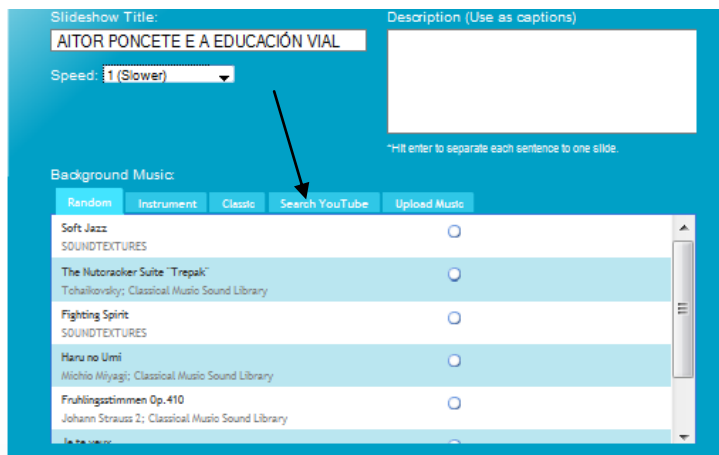 Slideshow Title:
AITOR PONCETE E A EDUCACIÓN VIAL
Speed: 1 (Slower)
Description (Use as captions)
*Hit enter to separate each sentence to one slide.
Background Music:
Random Instrument Classic Search YouTube Upload Music
Soft Jazz
SOUNDTEXTURES
The Nutcracker Suite ¨Trepak¨
Tchaikovsky; Classical Music Sound Library
Fighting Spirit
SOUNDTEXTURES
Haru no Umi
Michio Miyagi; Classical Music Sound Library
Fruhlingsstimmen Op.410
Johann Strauss 2; Classical Music Sound Library
Je te veux